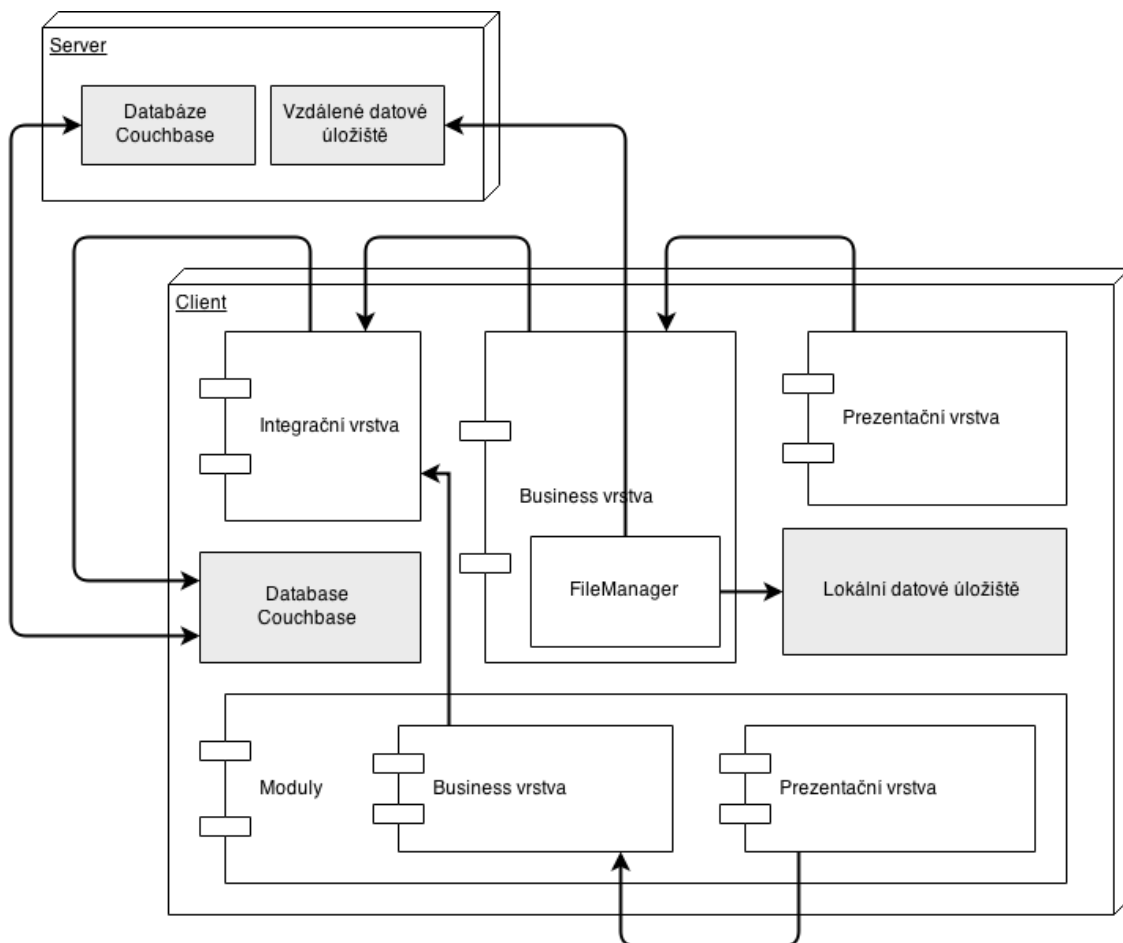 Server
Databáze
Couchbase
Vzdálené datové
úložiště
Client
Integrační vrstva
Business vrstva
Prezentační vrstva
FileManager
Lokální datové úložiště
Database
Couchbase
Moduly
Business vrstva
Prezentační vrstva